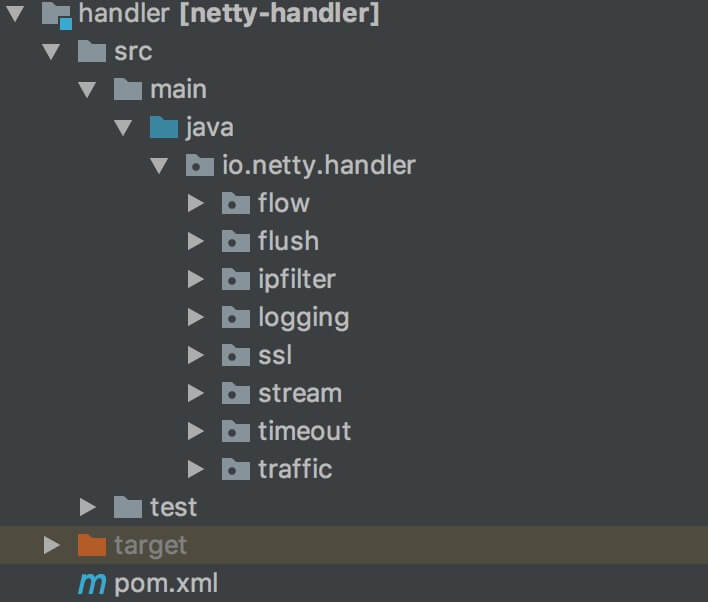 handler [netty-handler]
src
main
java
io.netty.handler
flow
flush
ipfilter
logging
ssl
stream
timeout
traffic
test
target
m pom.xml